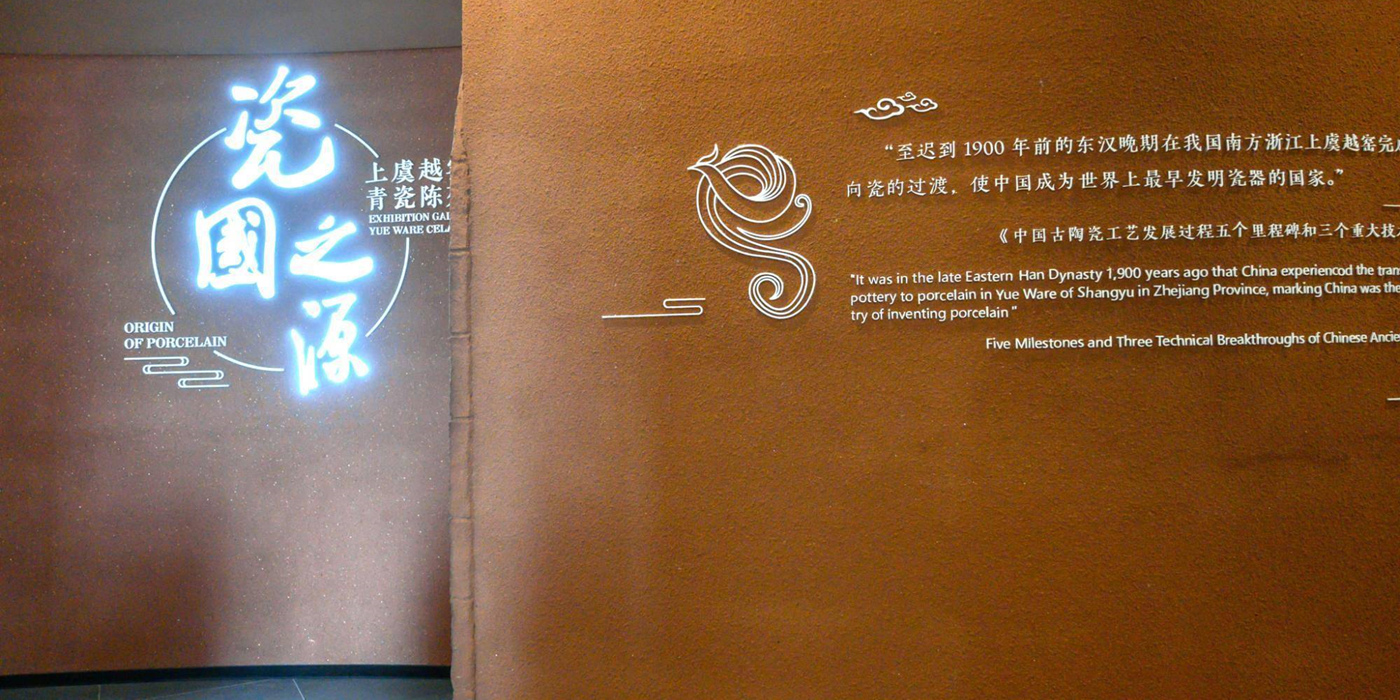 瓷
國
之
源
上虞越
青瓷陈
EXHIBITION
YUE WARE
ORIGIN
OF PORCELAIN
“至迟到 1900 年前的东汉晚期在我国南方浙江上虞越窑完
向瓷的过渡，使中国成为世界上最早发明瓷器的国家。”
《中国古陶瓷工艺发展过程五个里程碑和三个重大技
"It was in the late Eastern Han Dynasty 1,900 years ago that China experiencod the
pottery to porcelain in Yue Ware of Shangyu in Zhejiang Province, marking China was the
try of inventing porcelain "
Five Milestones and Three Technical Breakthroughs of Chinese